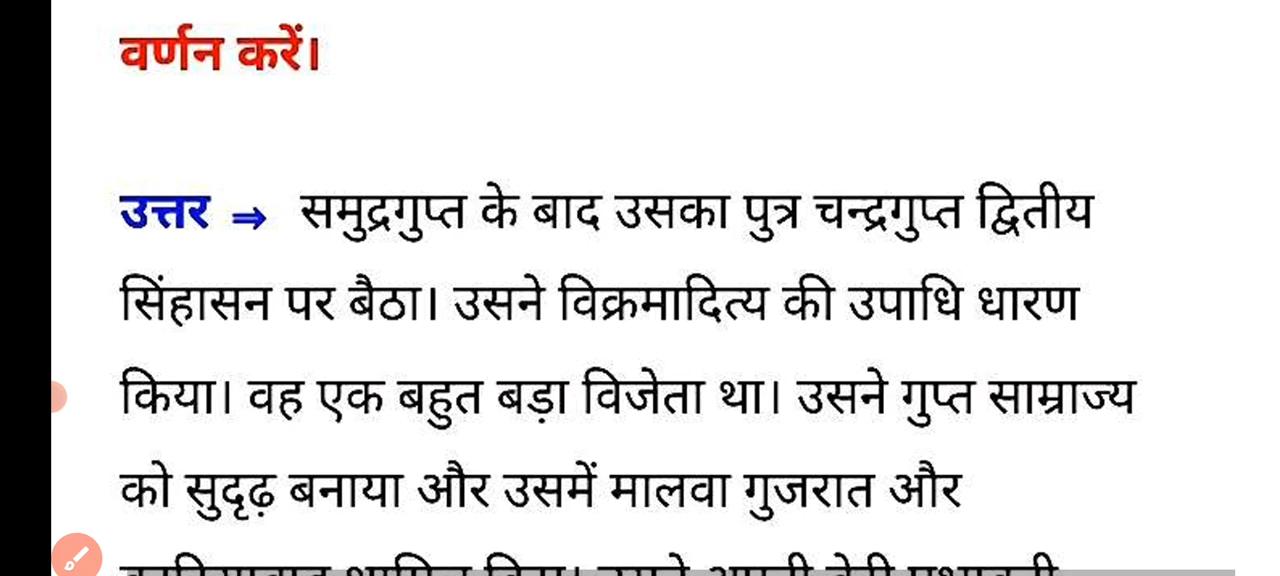 वर्णन करें।
उत्तर ⇒ समुद्रगुप्त के बाद उसका पुत्र चन्द्रगुप्त द्वितीय
सिंहासन पर बैठा। उसने विक्रमादित्य की उपाधि धारण
किया। वह एक बहुत बड़ा विजेता था। उसने गुप्त साम्राज्य
को सुदृढ़ बनाया और उसमें मालवा गुजरात और